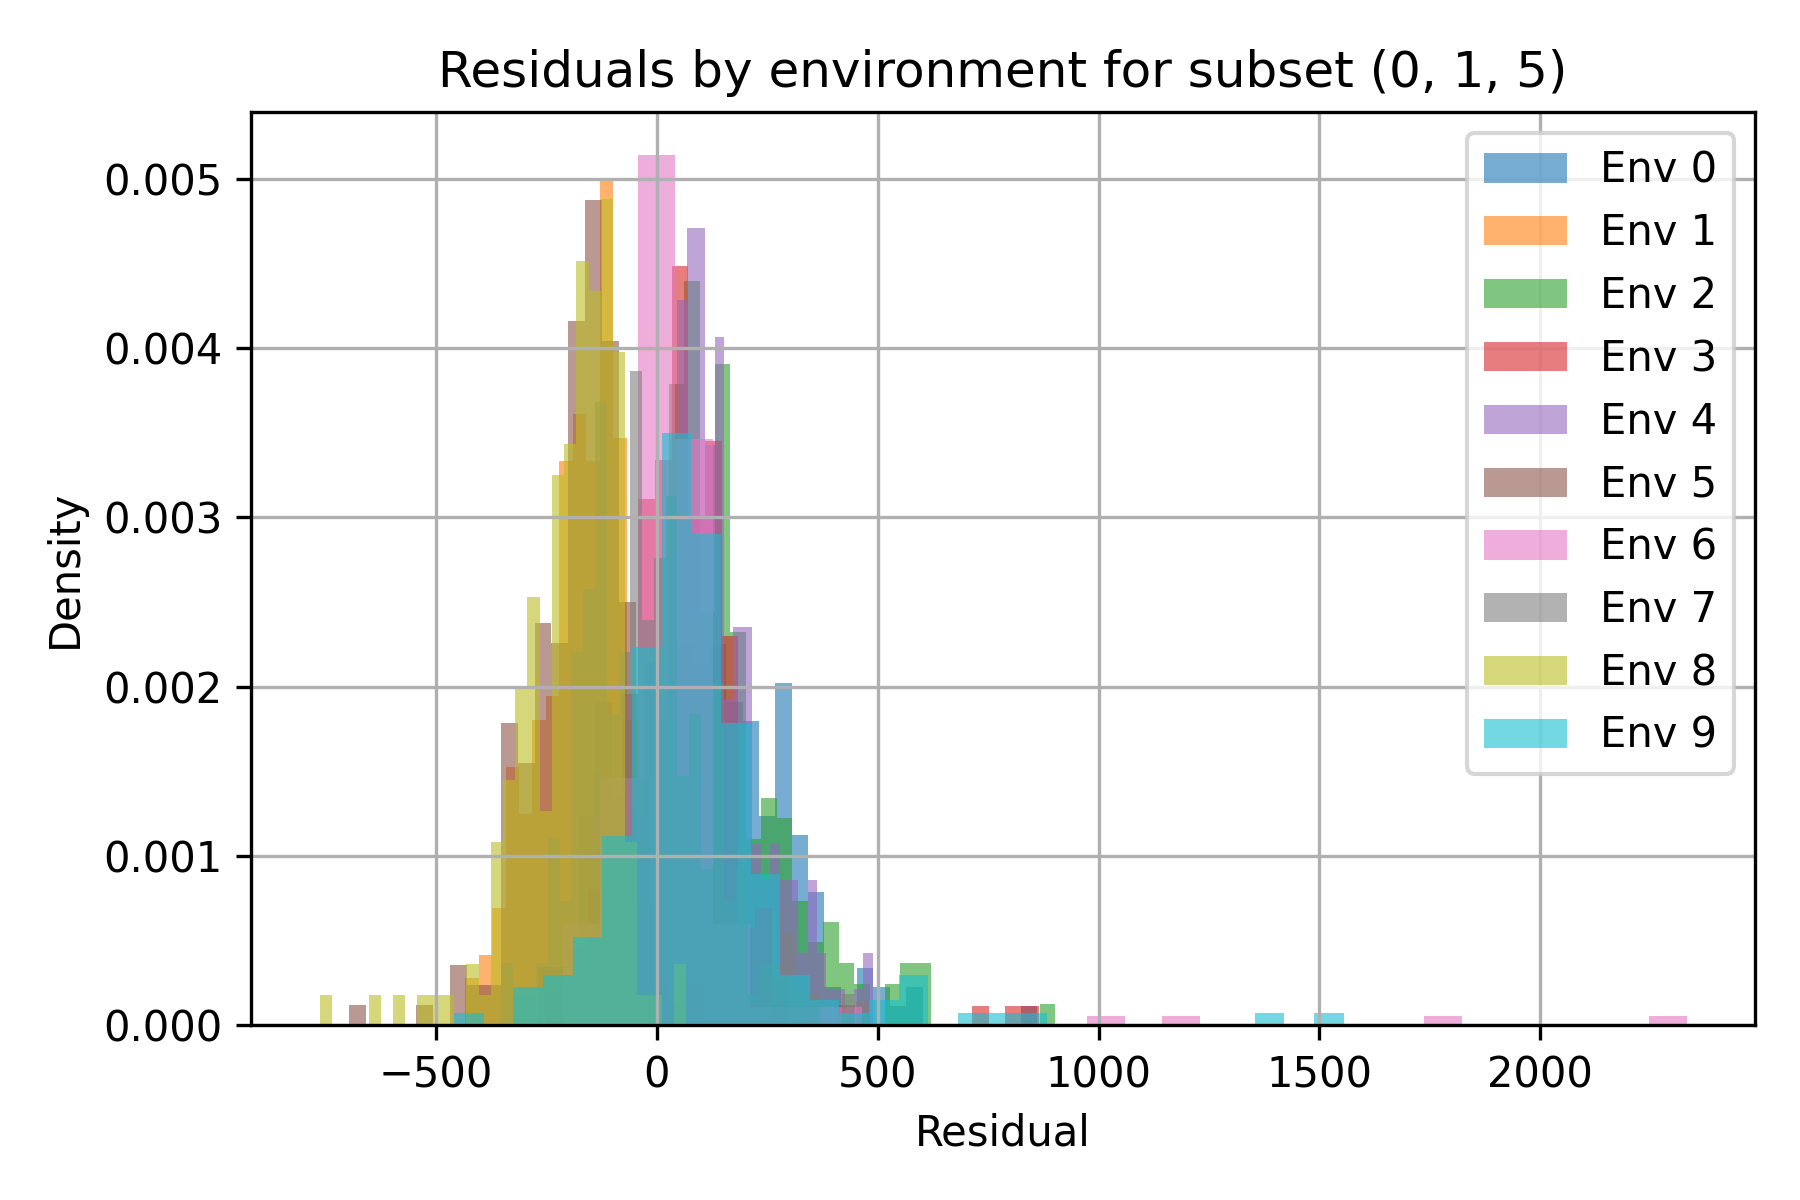 Residuals by environment for subset (0, 1, 5)
Density
0.005
0.004
0.003
0.002
0.001
0.000
−500
0
500
1000
1500
2000
Residual
Env 0
Env 1
Env 2
Env 3
Env 4
Env 5
Env 6
Env 7
Env 8
Env 9